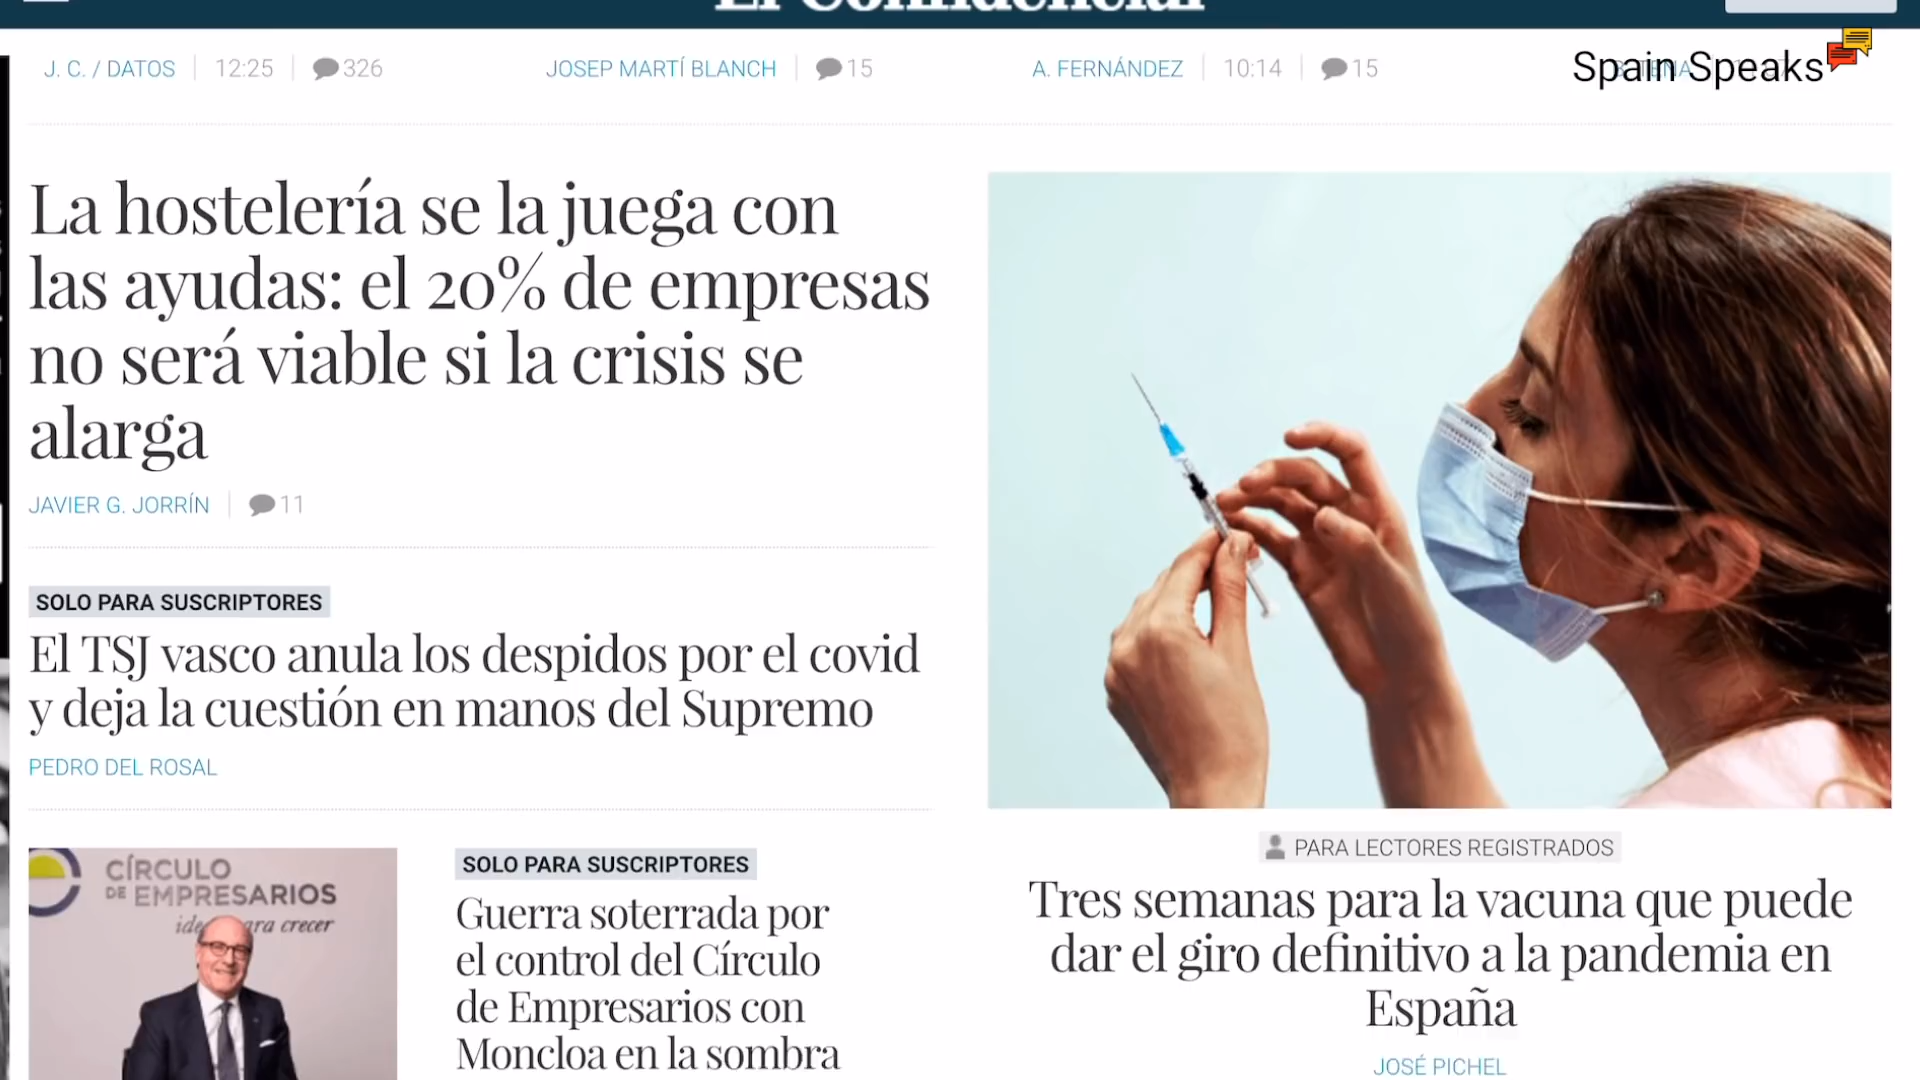 El Confidencial
J. C. / DATOS 12:25 326
JOSEP MARTÍ BLANCH 15
A. FERNÁNDEZ 10:14 15
Spain Speaks
La hostelería se la juega con
las ayudas: el 20% de empresas
no será viable si la crisis se
alarga
JAVIER G. JORRÍN 11
SOLO PARA SUSCRIPTORES
El TSJ vasco anula los despidos por el covid
y deja la cuestión en manos del Supremo
PEDRO DEL ROSAL
CÍRCULO
DE EMPRESARIOS
para crecer
SOLO PARA SUSCRIPTORES
Guerra soterrada por
el control del Círculo
de Empresarios con
Moncloa en la sombra
PARA LECTORES REGISTRADOS
Tres semanas para la vacuna que puede
dar el giro definitivo a la pandemia en
España
JOSÉ PICHEL